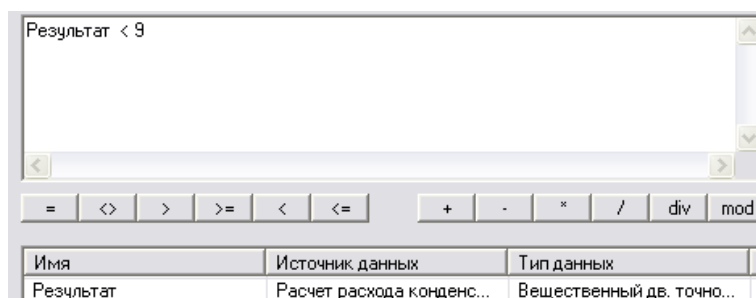 Результат < 9
= <> > >= < <= + - * / div mod
Имя Источник данных Тип данных
Результат Расчет расхода конденс... Вещественный дв. точно...